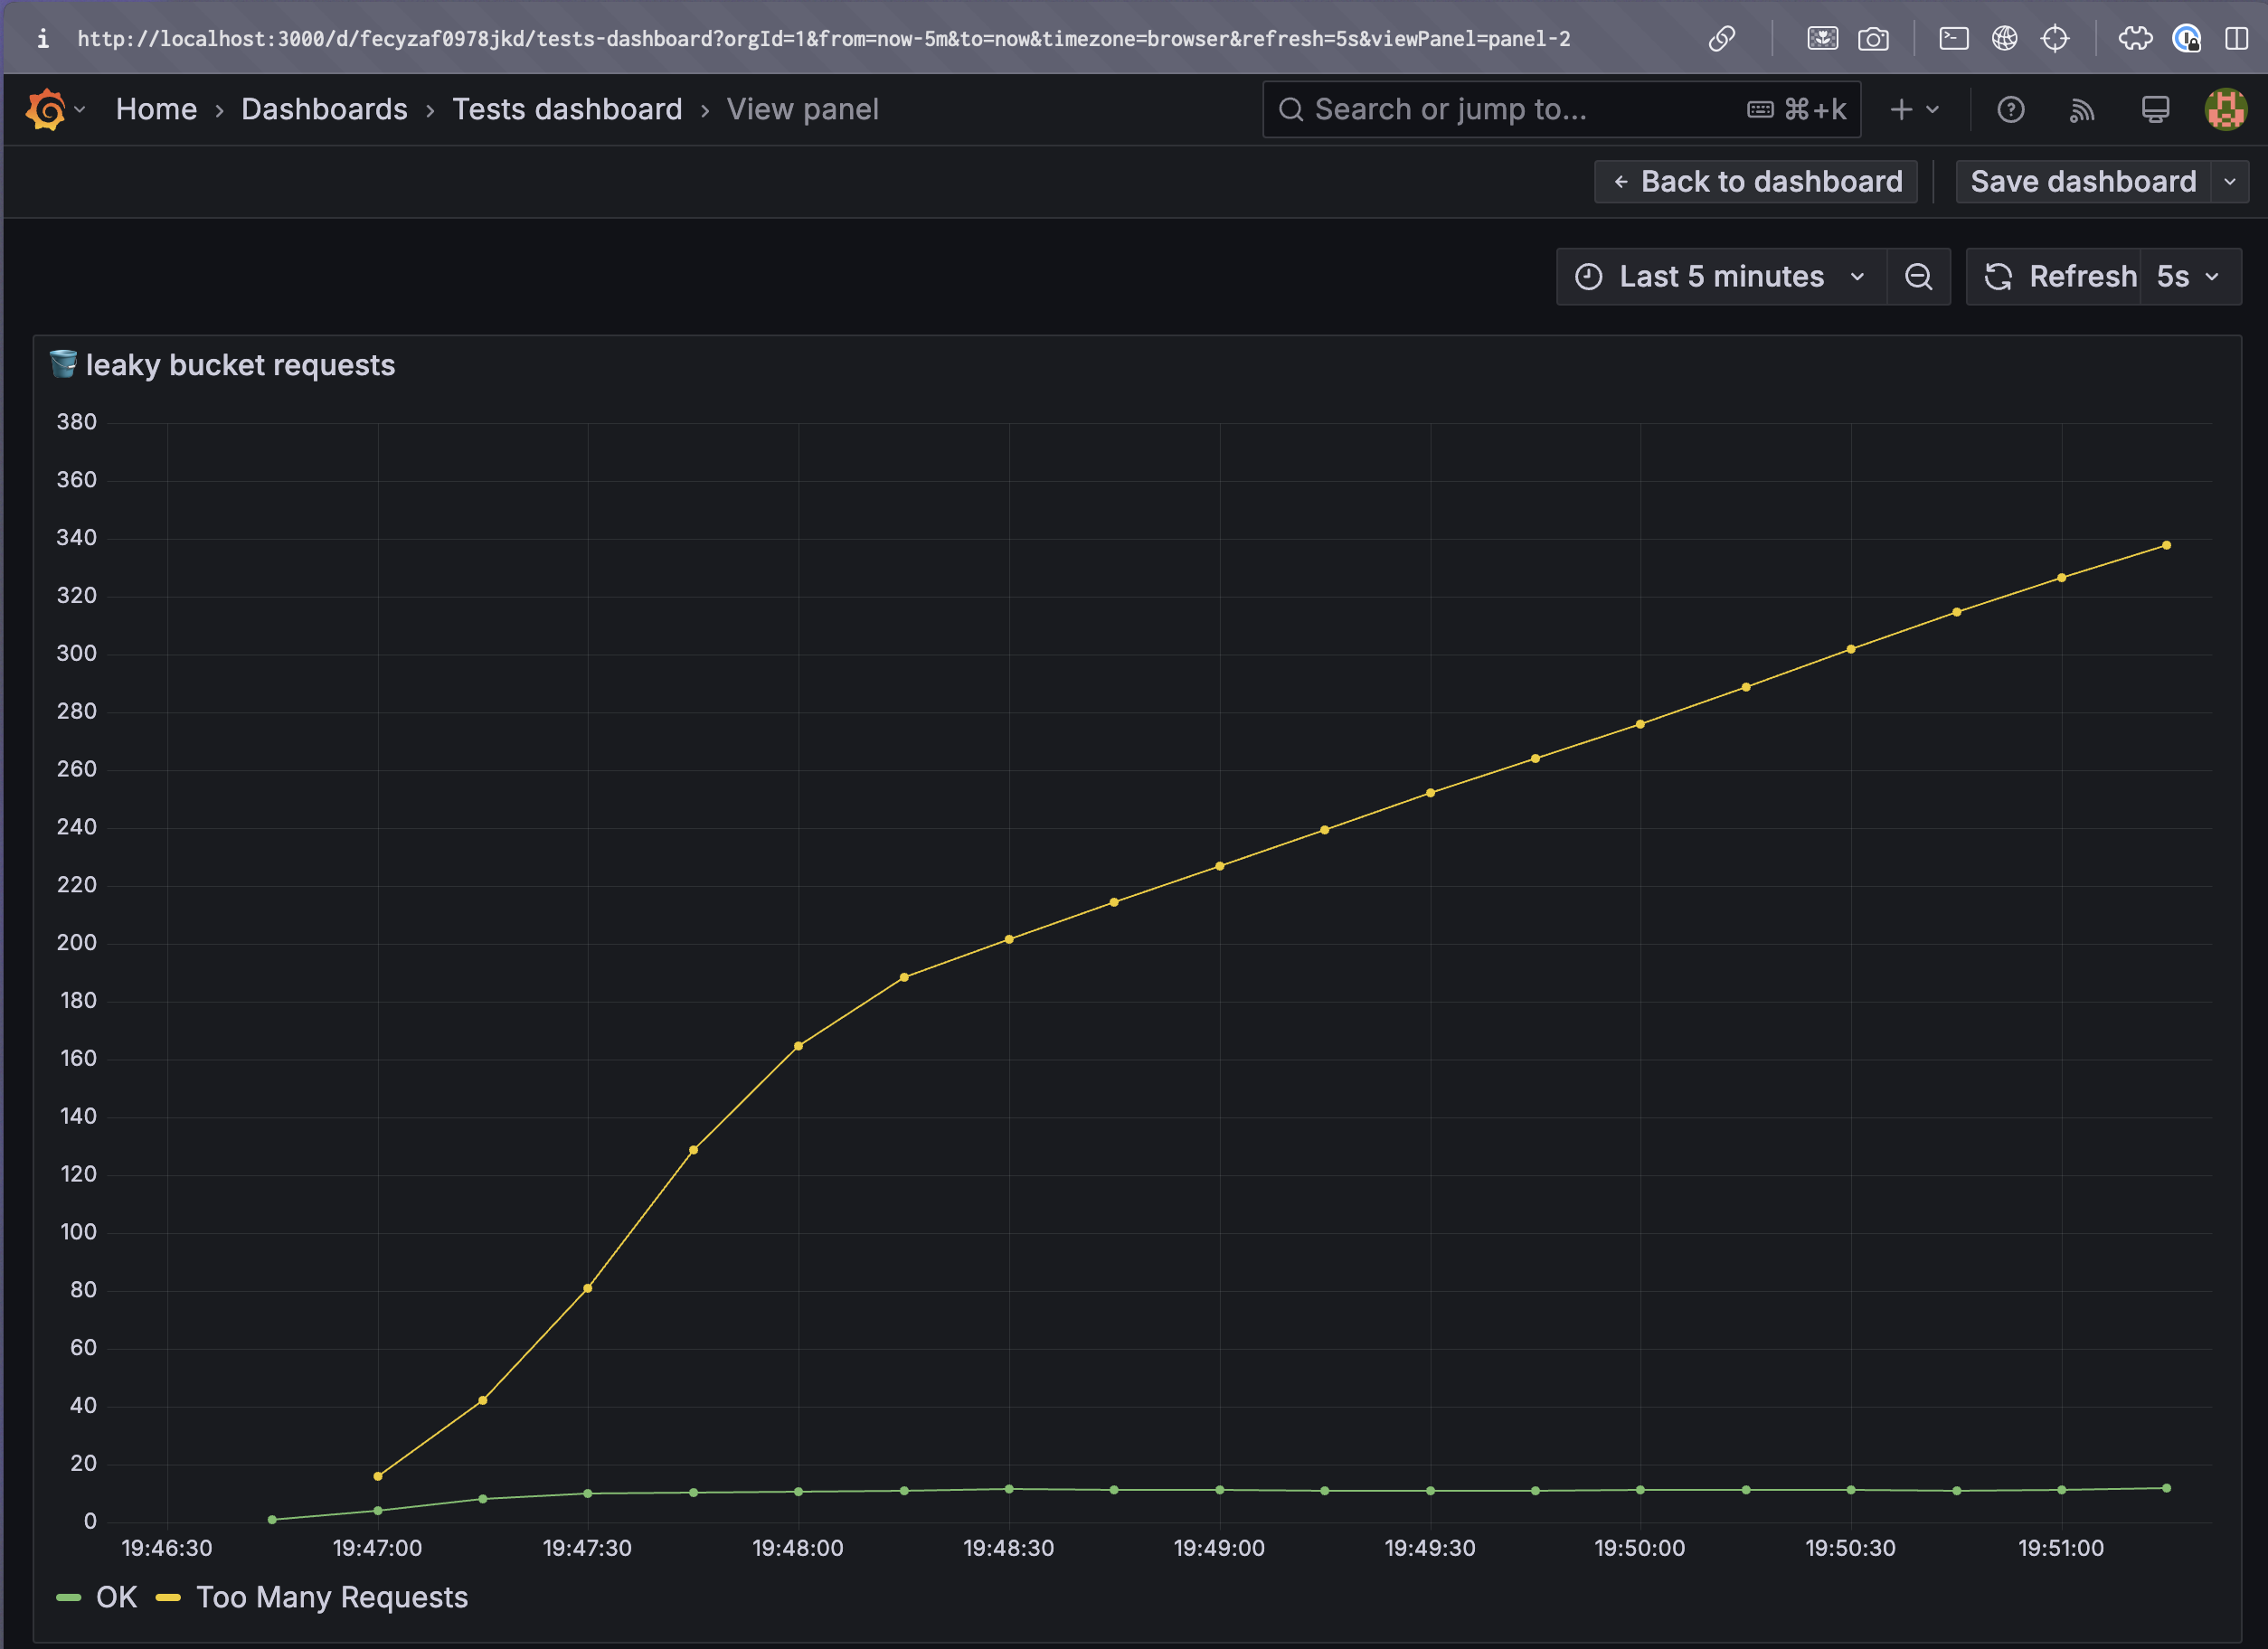 http://localhost:3000/d/fecyzaf0978jkd/tests-dashboard?orgId=1&from=now-5m&to=now&timezone=browser&refresh=5s&viewPanel=panel-2
Home › Dashboards › Tests dashboard › View panel
Search or jump to... ⌘+k
← Back to dashboard
Save dashboard
Last 5 minutes
Refresh 5s
leaky bucket requests
380
360
340
320
300
280
260
240
220
200
180
160
140
120
100
80
60
40
20
0
19:46:30 19:47:00 19:47:30 19:48:00 19:48:30 19:49:00 19:49:30 19:50:00 19:50:30 19:51:00
OK Too Many Requests